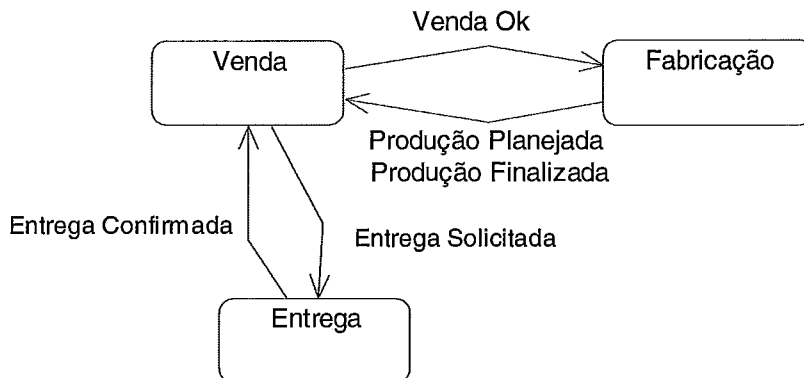 Venda Ok
Venda
Fabricação
Produção Planejada
Produção Finalizada
Entrega Confirmada
Entrega Solicitada
Entrega